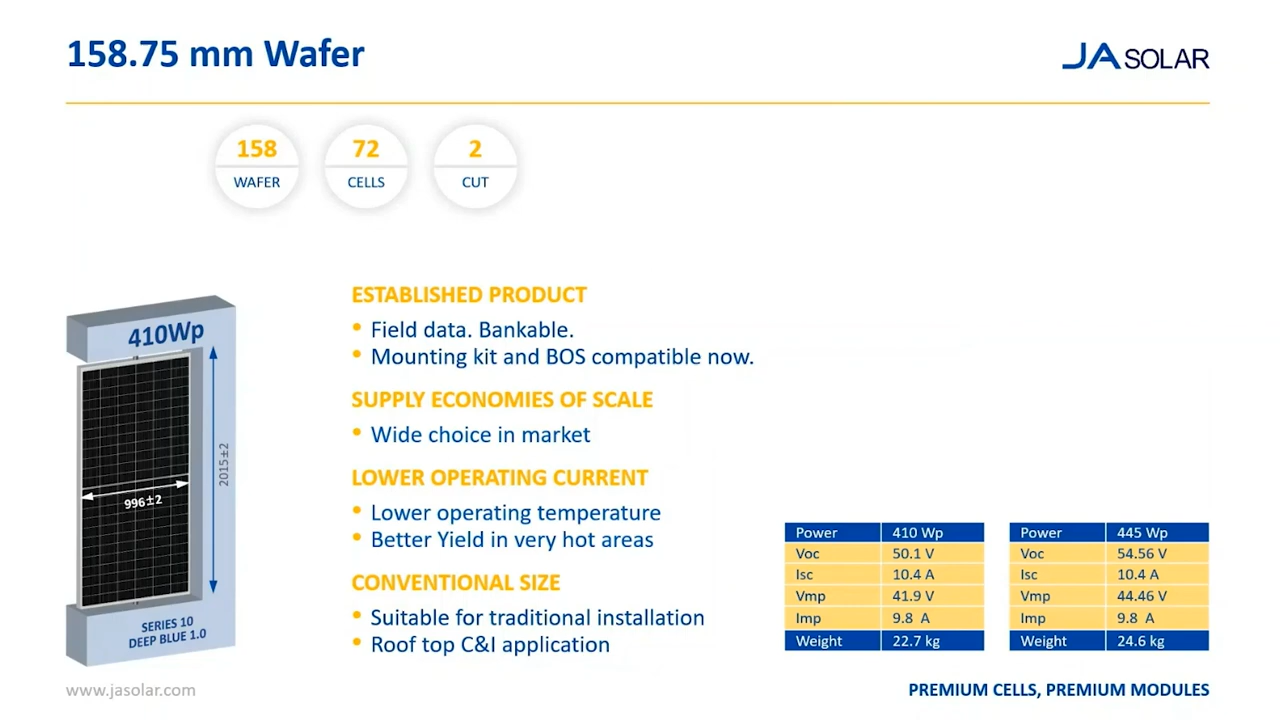 158.75 mm Wafer
JA SOLAR
158
WAFER
72
CELLS
2
CUT
410Wp
2015±2
996±2
SERIES 10
DEEP BLUE 1.0
ESTABLISHED PRODUCT
• Field data. Bankable.
• Mounting kit and BOS compatible now.
SUPPLY ECONOMIES OF SCALE
• Wide choice in market
LOWER OPERATING CURRENT
• Lower operating temperature
• Better Yield in very hot areas
CONVENTIONAL SIZE
• Suitable for traditional installation
• Roof top C&I application
Power 410 Wp
Voc 50.1 V
Isc 10.4 A
Vmp 41.9 V
Imp 9.8 A
Weight 22.7 kg
Power 445 Wp
Voc 54.56 V
Isc 10.4 A
Vmp 44.46 V
Imp 9.8 A
Weight 24.6 kg
www.jasolar.com
PREMIUM CELLS, PREMIUM MODULES